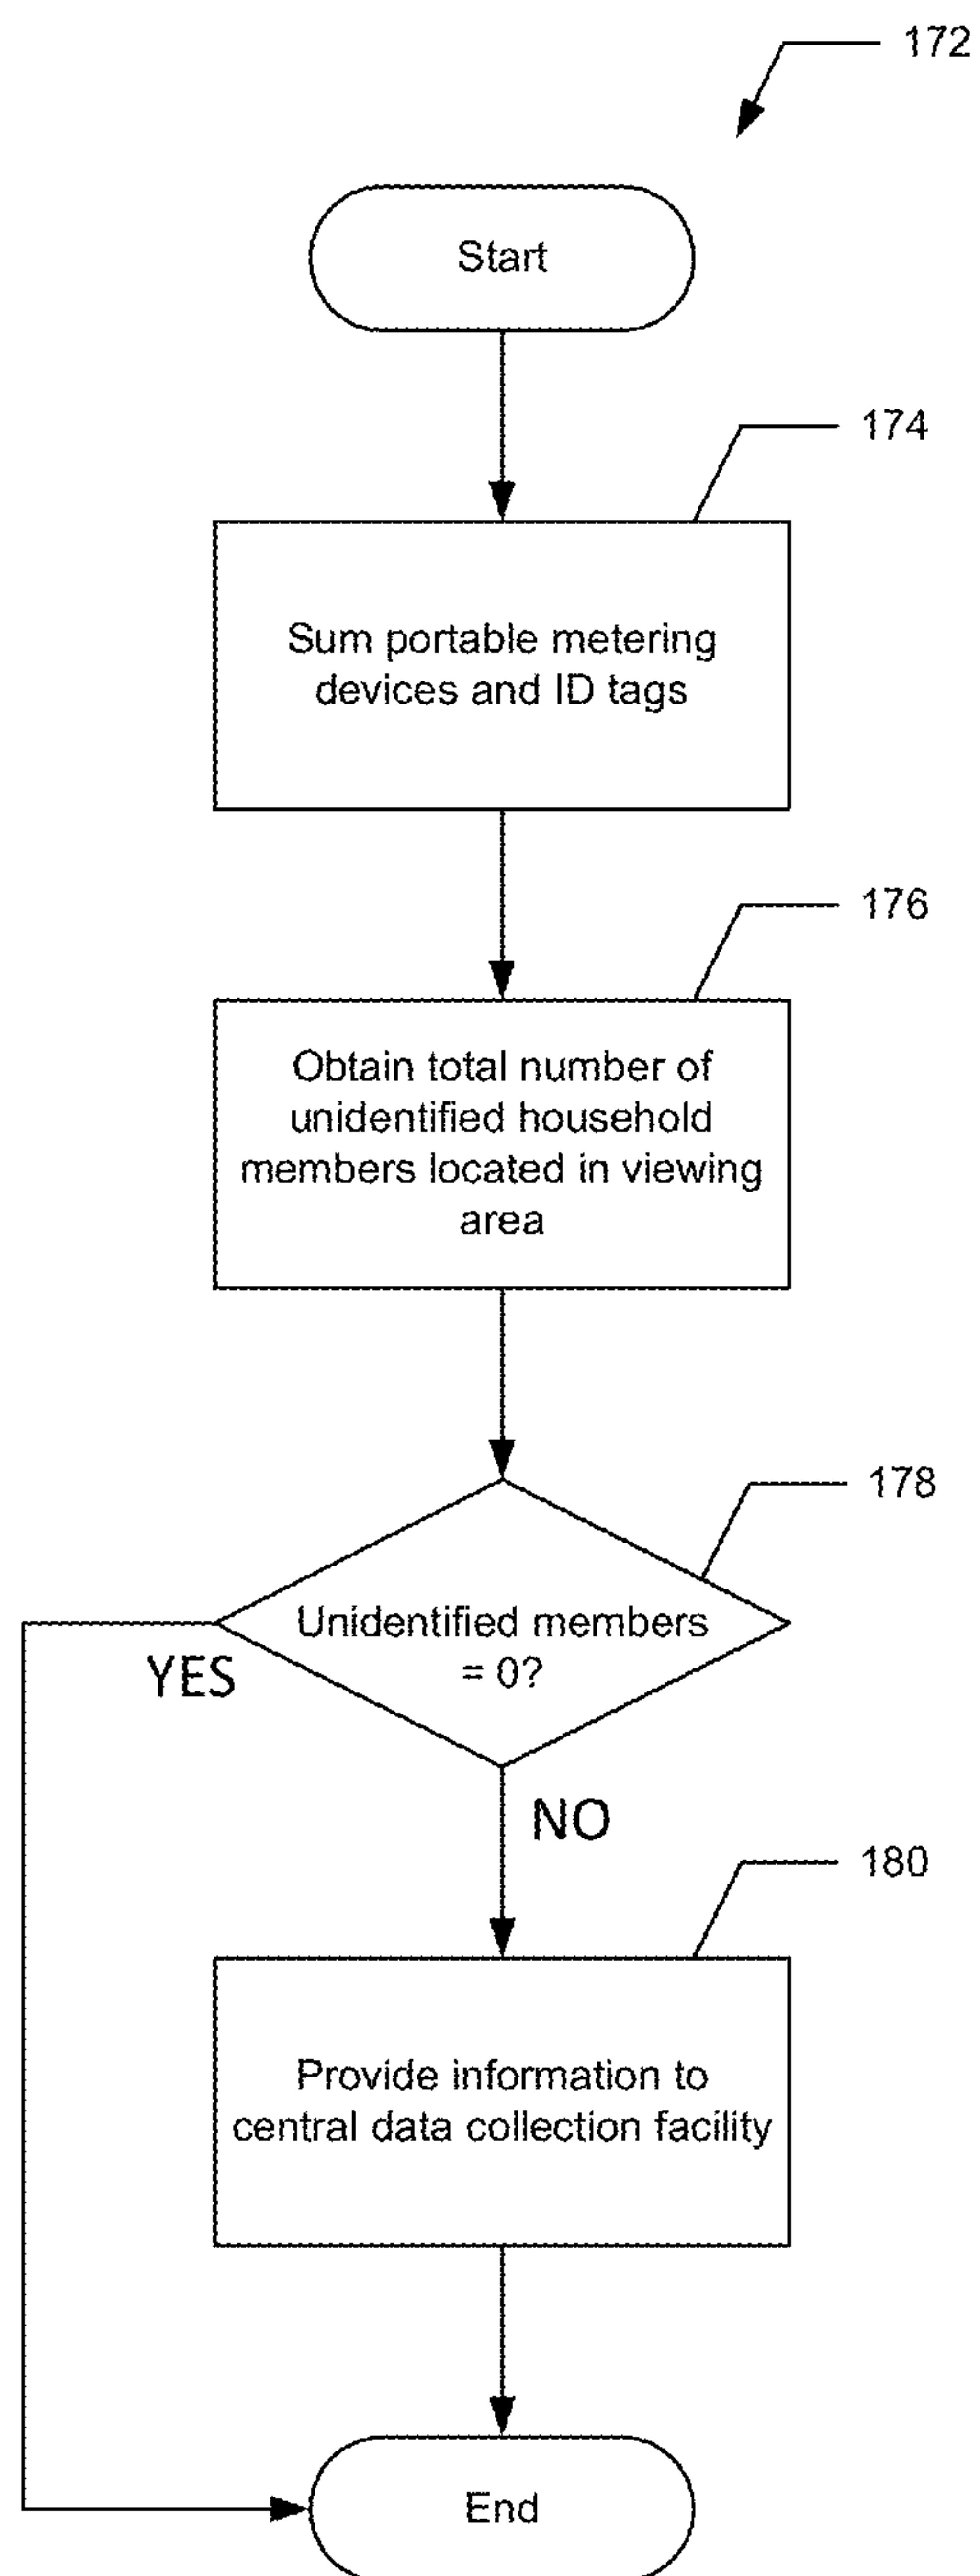 172
Start
174
Sum portable metering
devices and ID tags
176
Obtain total number of
unidentified household
members located in viewing
area
178
Unidentified members
= 0?
YES
NO
180
Provide information to
central data collection facility
End